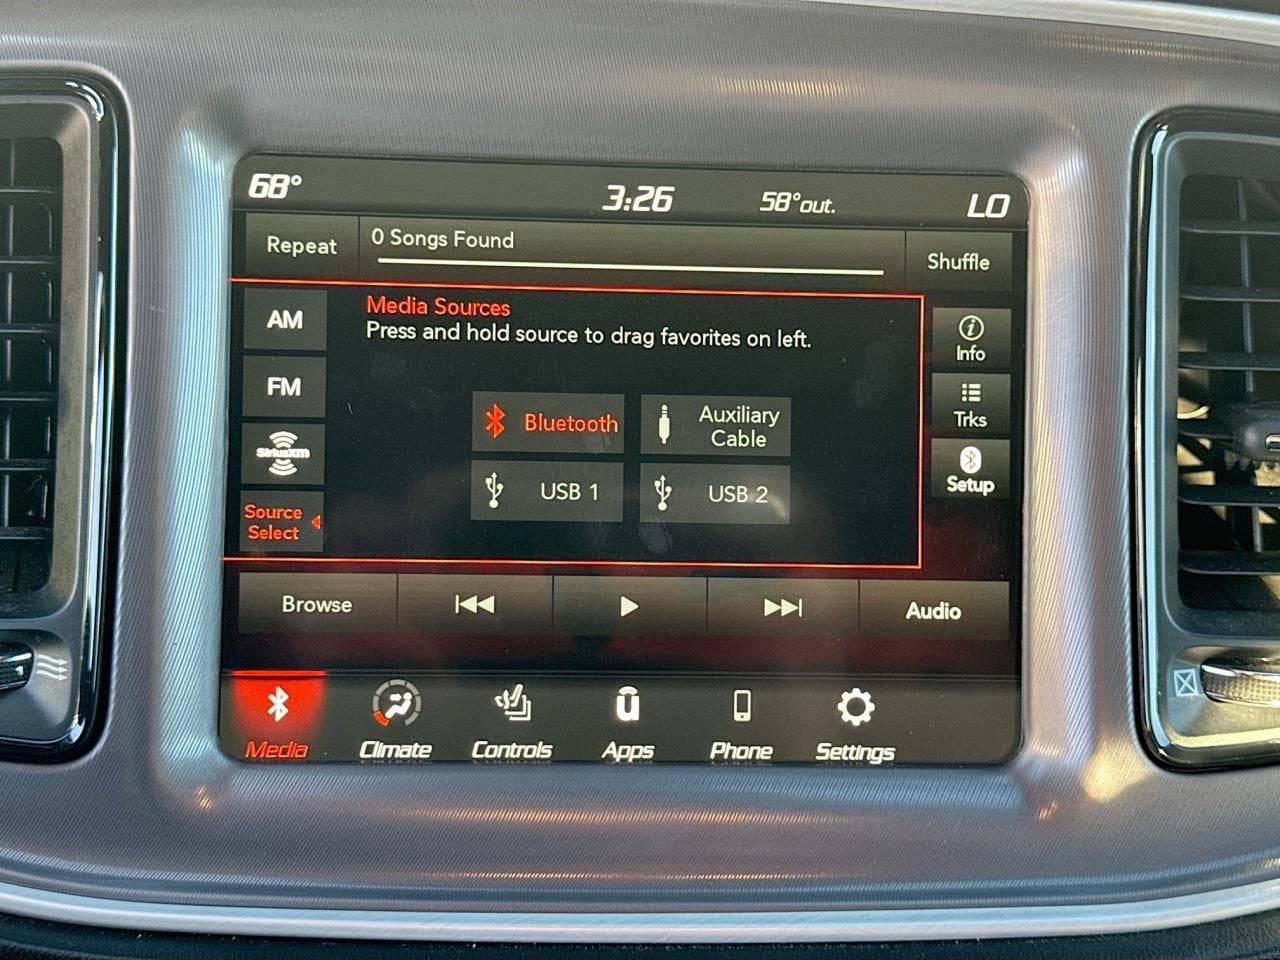 68°
3:26
58°out.
LO
Repeat
0 Songs Found
Shuffle
Media Sources
Press and hold source to drag favorites on left.
AM
FM
SiriusXM
Source
Select
Bluetooth
Auxiliary
Cable
USB 1
USB 2
Info
Trks
Setup
Browse
Audio
Media
Climate
Controls
Apps
Phone
Settings